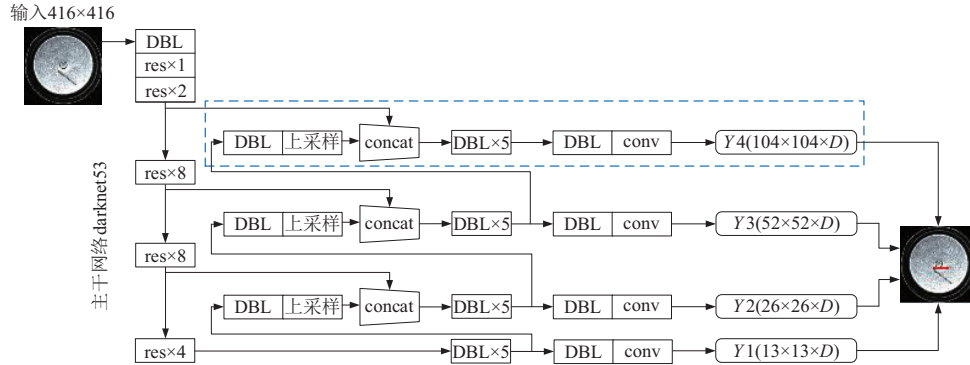 输入416×416
DBL
res×1
res×2
DBL 上采样 concat DBL×5 DBL conv Y4(104×104×D)
res×8
DBL 上采样 concat DBL×5 DBL conv Y3(52×52×D)
主干网络darknet53
res×8
DBL 上采样 concat DBL×5 DBL conv Y2(26×26×D)
res×4 DBL×5 DBL conv Y1(13×13×D)